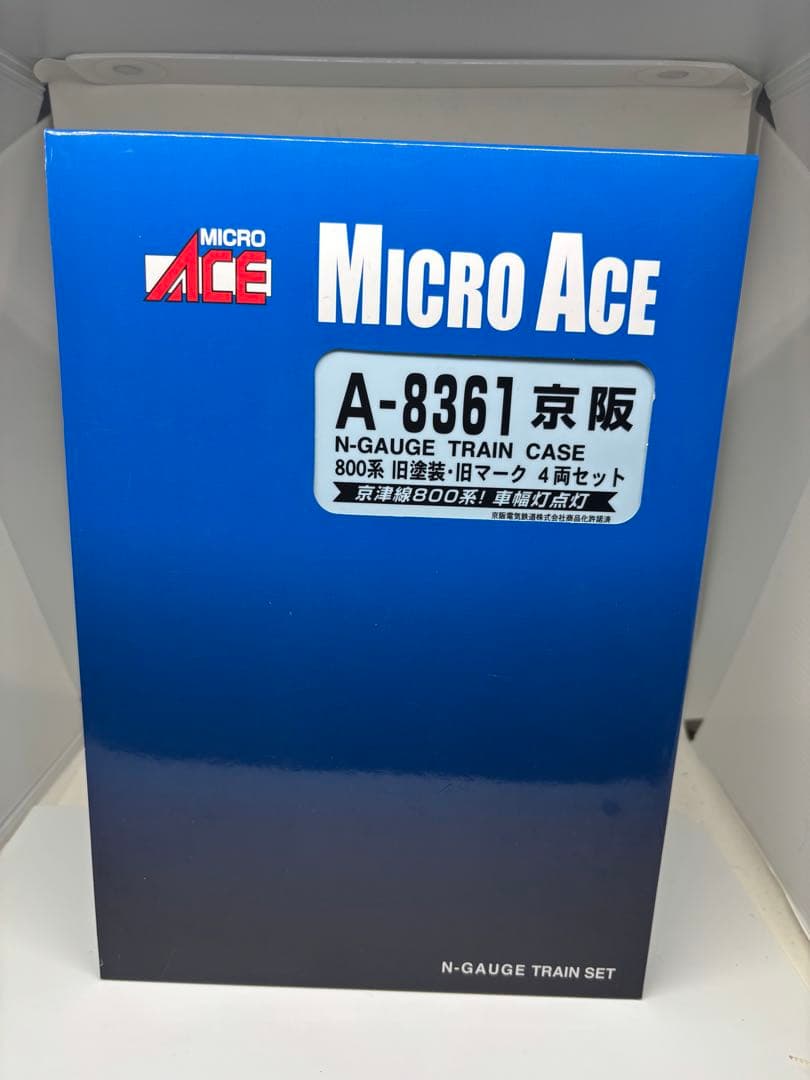 MICRO
ACE
MICRO ACE
A-8361 京阪
N-GAUGE TRAIN CASE
800系 旧塗装・旧マーク 4両セット
京津線800系! 車幅灯点灯
京阪電気鉄道株式会社商品化許諾済
N-GAUGE TRAIN SET